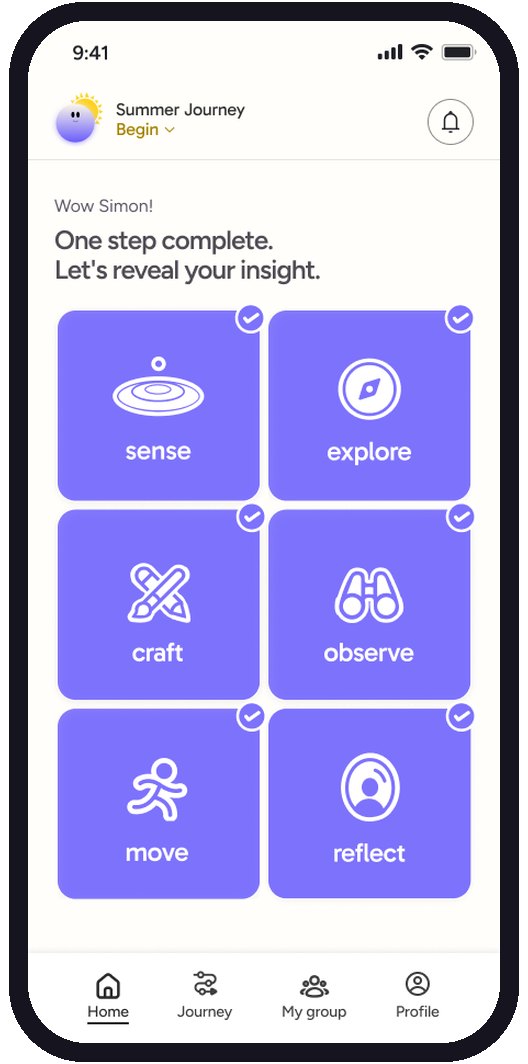 9:41
Summer Journey
Begin
Wow Simon!
One step complete.
Let's reveal your insight.
sense
explore
craft
observe
move
reflect
Home
Journey
My group
Profile